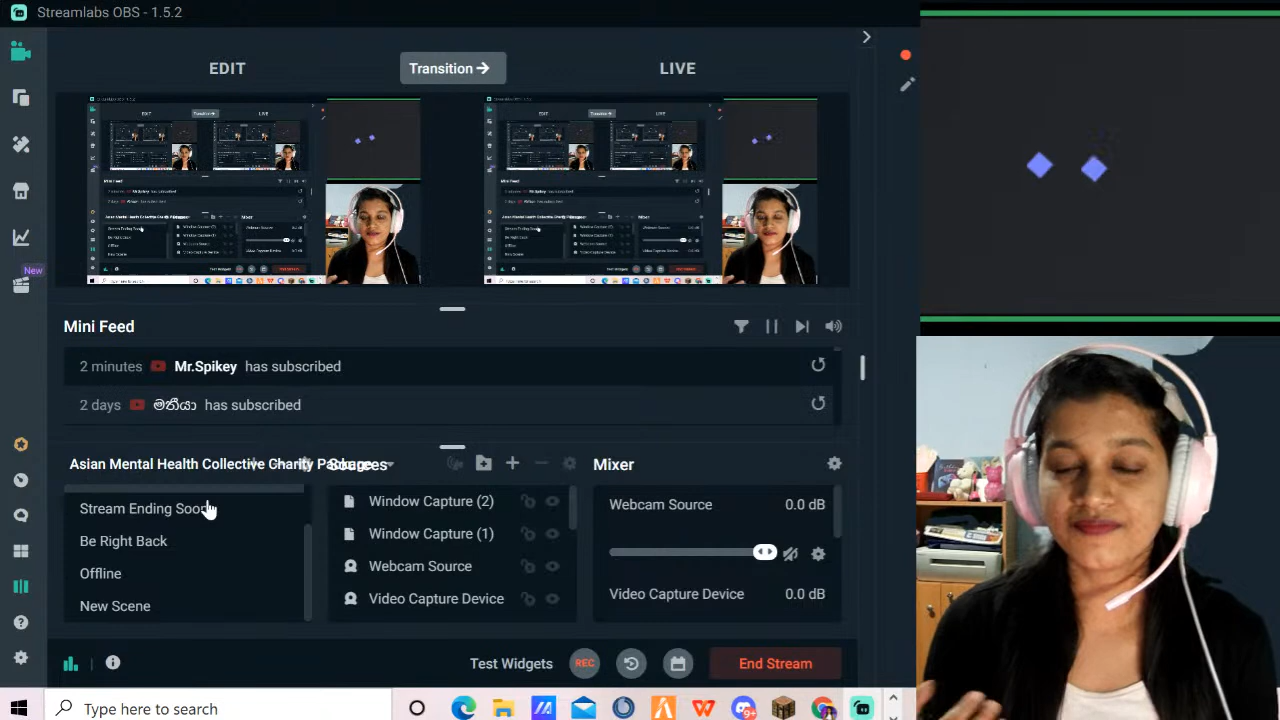 Streamlabs OBS - 1.5.2
EDIT
Transition
LIVE
New
Mini Feed
2 minutes Mr.Spikey has subscribed
2 days මතීයා has subscribed
Asian Mental Health Collective Charity Package
Sources
Mixer
Stream Ending Soon
Be Right Back
Offline
New Scene
Window Capture (2)
Window Capture (1)
Webcam Source
Video Capture Device
Webcam Source 0.0 dB
Video Capture Device 0.0 dB
Test Widgets
REC
End Stream
Type here to search
9+